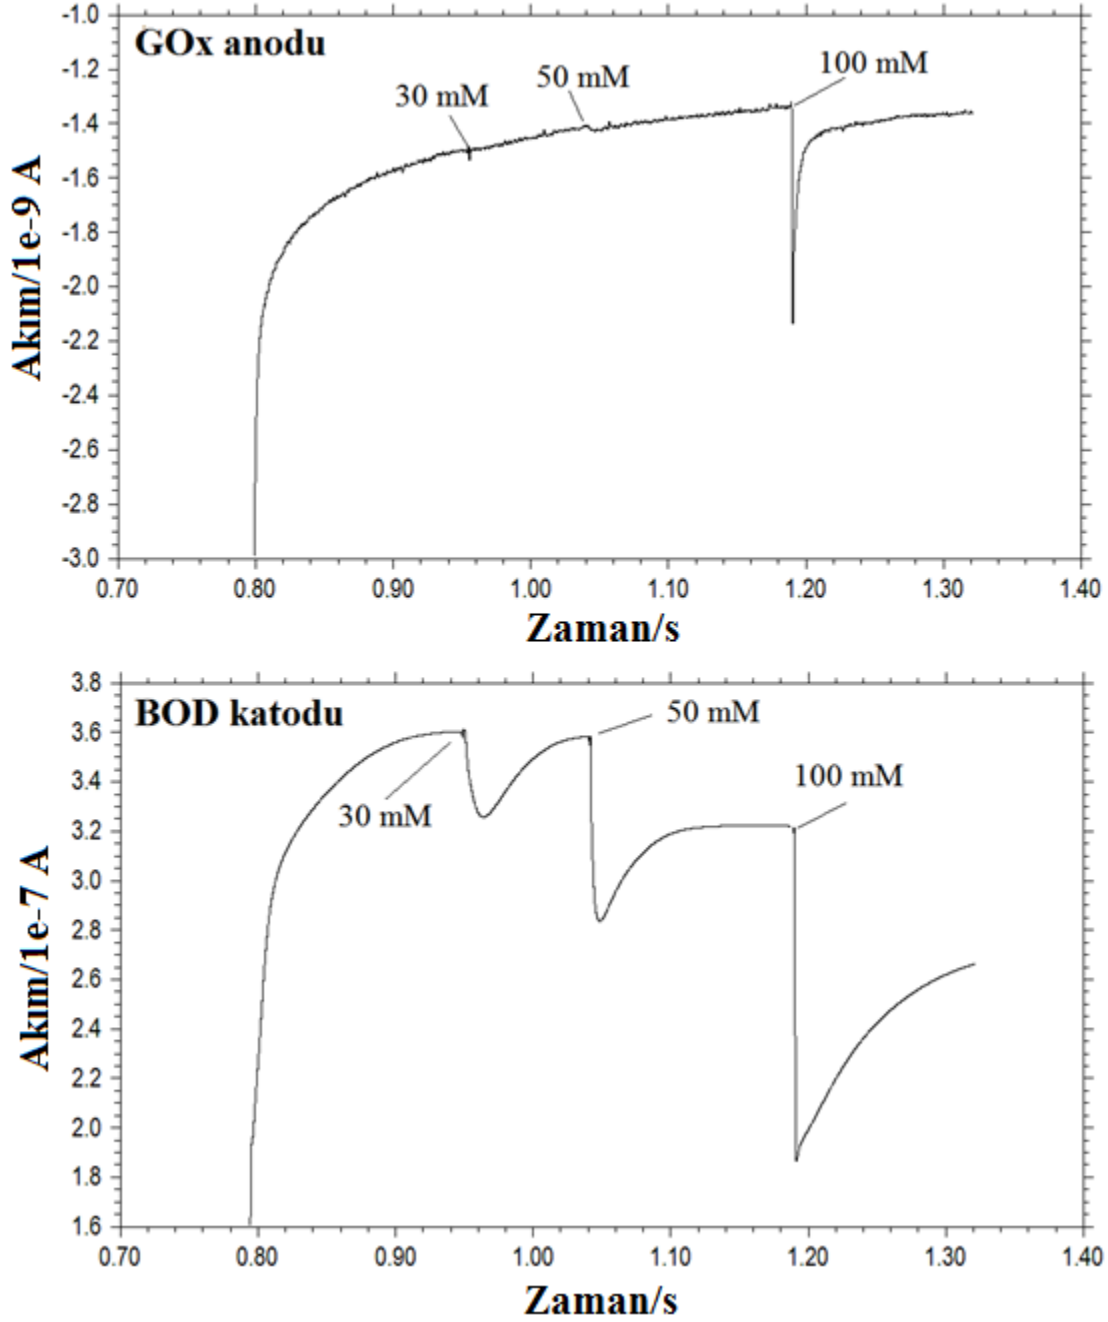 GOx anodu
30 mM
50 mM
100 mM
-1.0
-1.2
-1.4
-1.6
-1.8
-2.0
-2.2
-2.4
-2.6
-2.8
-3.0
Akım/1e-9 A
0.70 0.80 0.90 1.00 1.10 1.20 1.30 1.40
Zaman/s
BOD katodu
30 mM
50 mM
100 mM
3.8
3.6
3.4
3.2
3.0
2.8
2.6
2.4
2.2
2.0
1.8
1.6
Akım/1e-7 A
0.70 0.80 0.90 1.00 1.10 1.20 1.30 1.40
Zaman/s